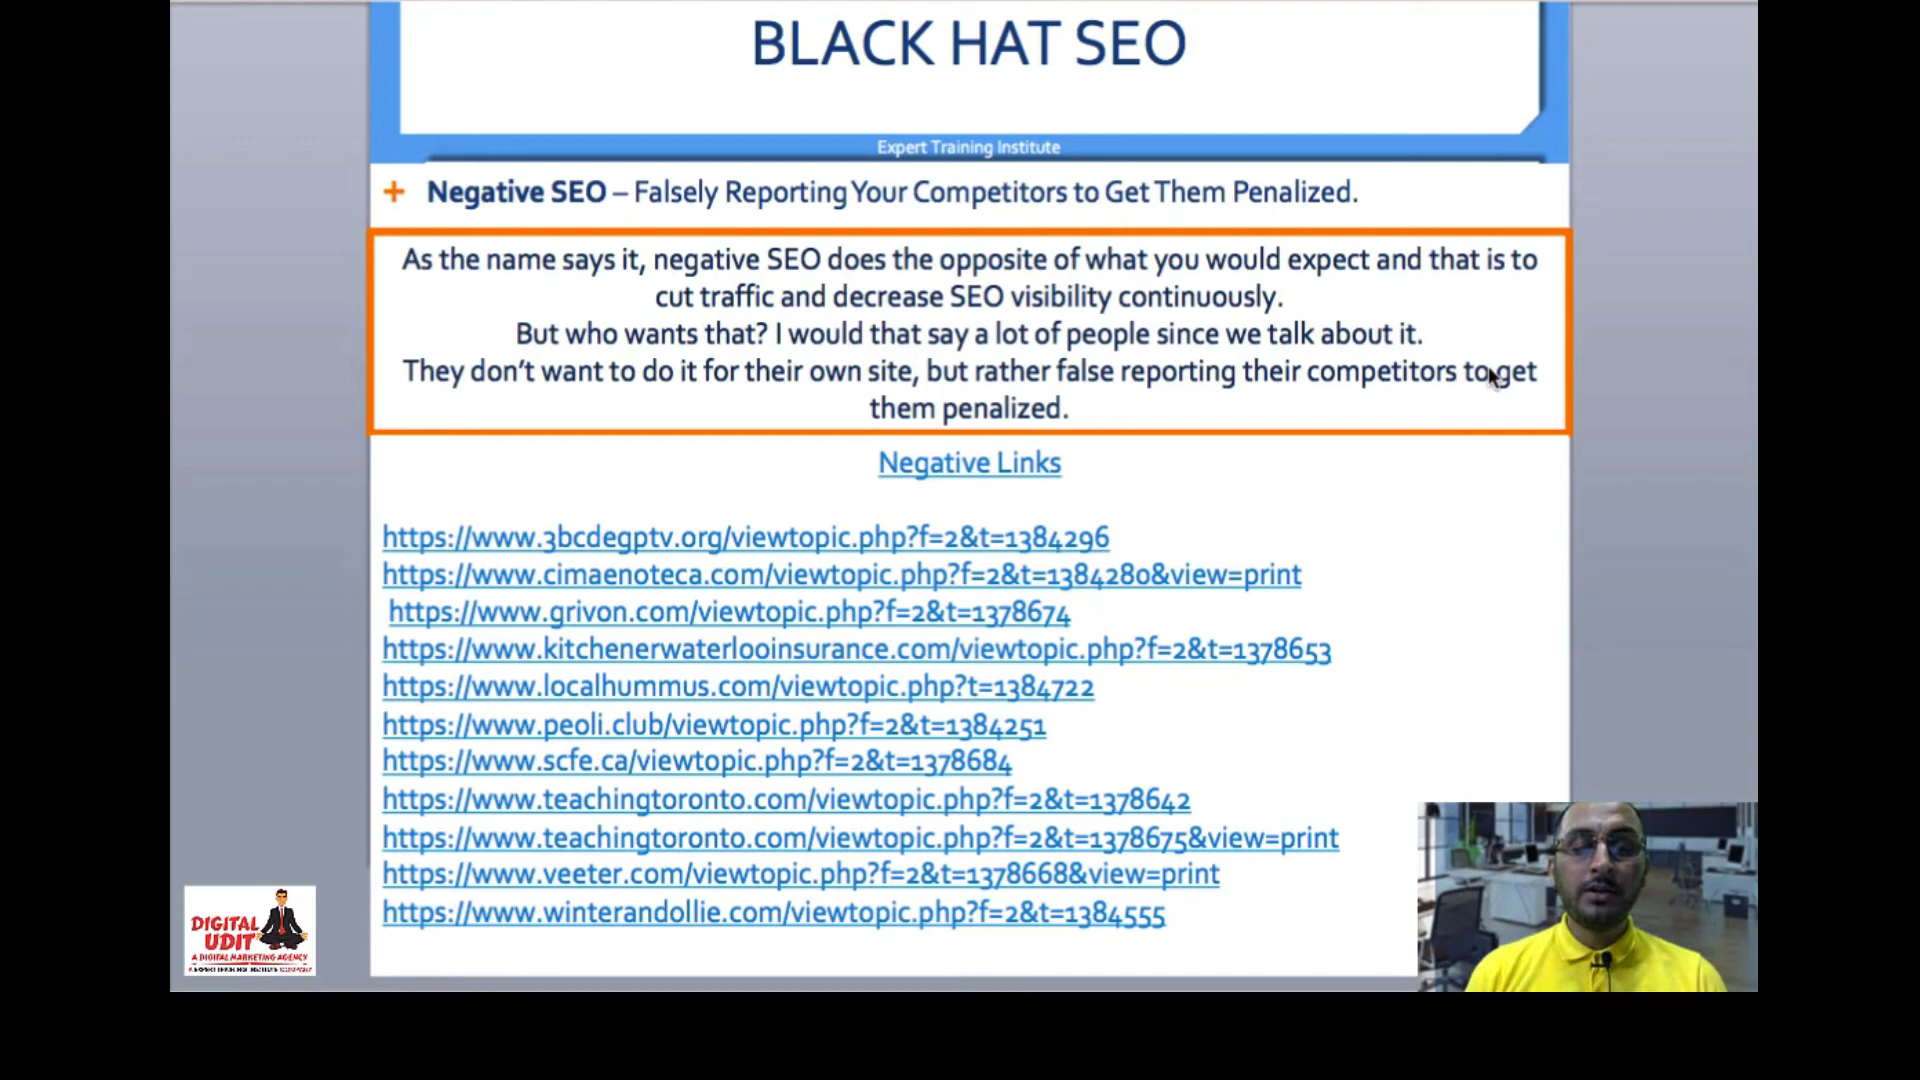 BLACK HAT SEO
Expert Training Institute
+ Negative SEO – Falsely Reporting Your Competitors to Get Them Penalized.
As the name says it, negative SEO does the opposite of what you would expect and that is to
cut traffic and decrease SEO visibility continuously.
But who wants that? I would that say a lot of people since we talk about it.
They don't want to do it for their own site, but rather false reporting their competitors to get
them penalized.
Negative Links
https://www.3bcdegptv.org/viewtopic.php?f=2&t=1384296
https://www.cimaenoteca.com/viewtopic.php?f=2&t=1384280&view=print
https://www.grivon.com/viewtopic.php?f=2&t=1378674
https://www.kitchenerwaterlooinsurance.com/viewtopic.php?f=2&t=1378653
https://www.localhummus.com/viewtopic.php?t=1384722
https://www.peoli.club/viewtopic.php?f=2&t=1384251
https://www.scfe.ca/viewtopic.php?f=2&t=1378684
https://www.teachingtoronto.com/viewtopic.php?f=2&t=1378642
https://www.teachingtoronto.com/viewtopic.php?f=2&t=1378675&view=print
https://www.veeter.com/viewtopic.php?f=2&t=1378668&view=print
https://www.winterandollie.com/viewtopic.php?f=2&t=1384555
DIGITAL
UDIT
A DIGITAL MARKETING AGENCY
A EXPERT TRAINING INSTITUTE COMPANY